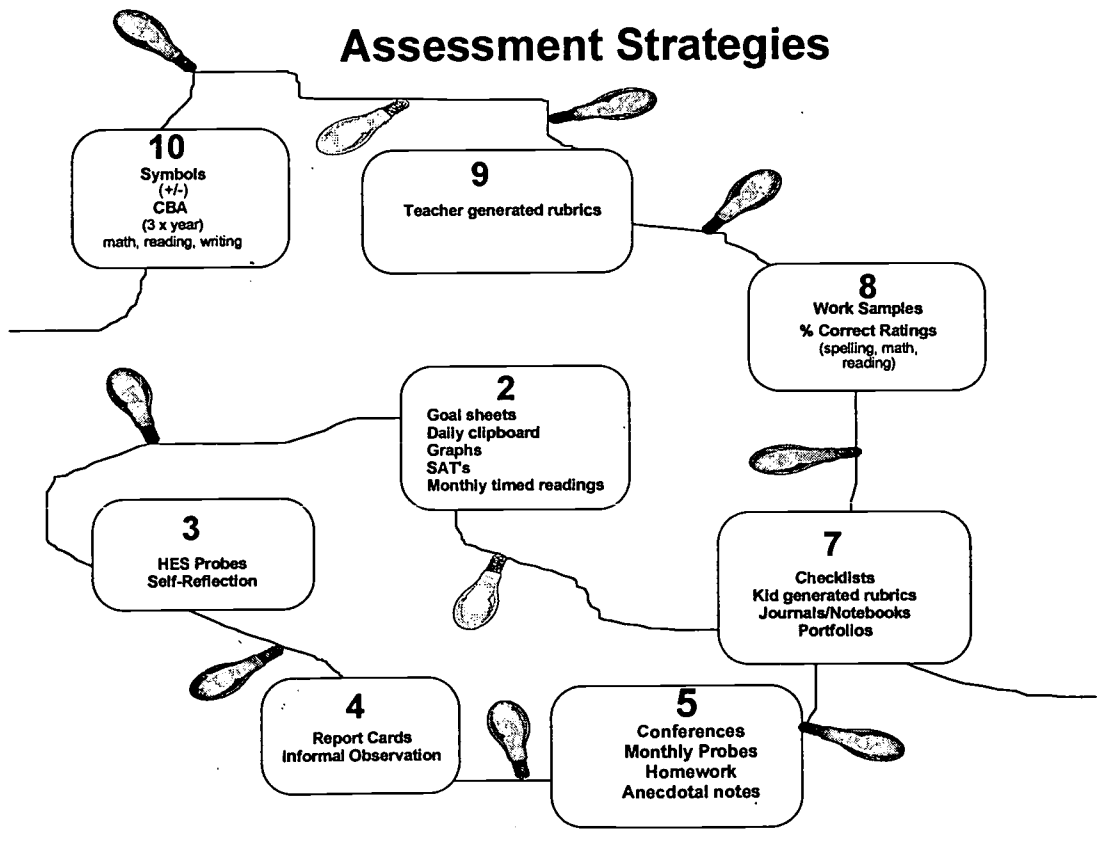 Assessment Strategies
10
Symbols
(+/-)
CBA
(3 x year)
math, reading, writing
9
Teacher generated rubrics
8
Work Samples
% Correct Ratings
(spelling, math,
reading)
2
Goal sheets
Daily clipboard
Graphs
SAT's
Monthly timed readings
3
HES Probes
Self-Reflection
7
Checklists
Kid generated rubrics
Journals/Notebooks
Portfolios
4
Report Cards
Informal Observation
5
Conferences
Monthly Probes
Homework
Anecdotal notes